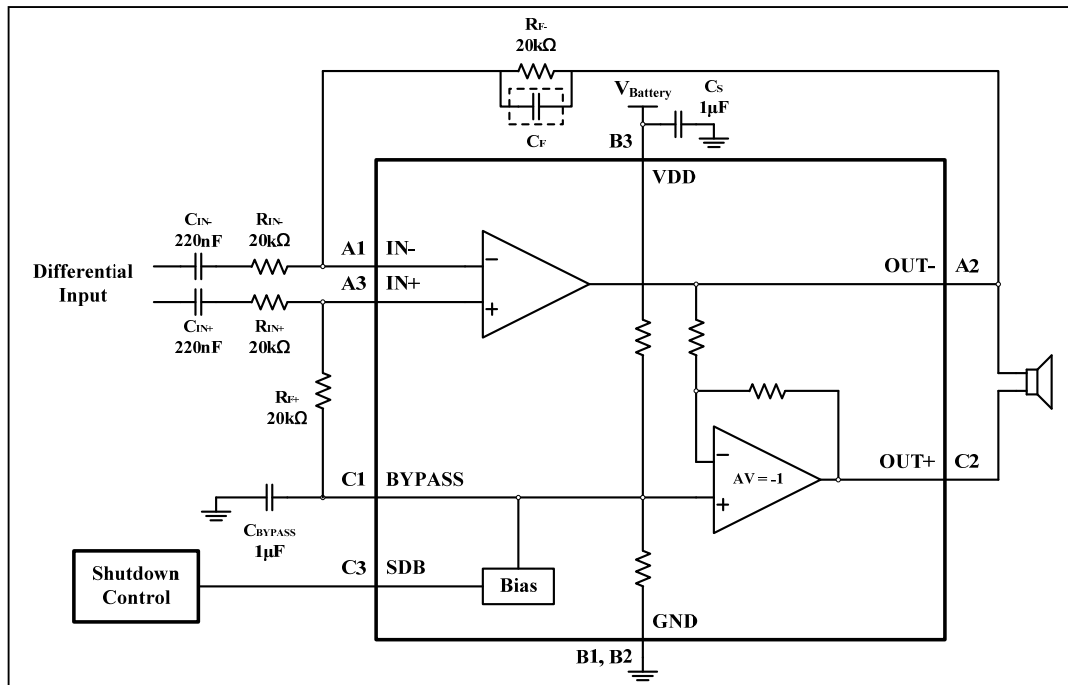 RF-
20kΩ
CF
VBattery
CS
1µF
B3
VDD
CIN-
220nF
RIN-
20kΩ
A1
IN-
OUT-
A2
Differential
Input
A3
IN+
CIN+
220nF
RIN+
20kΩ
RF+
20kΩ
C1
BYPASS
AV = -1
OUT+
C2
CBYPASS
1µF
Shutdown
Control
C3
SDB
Bias
GND
B1, B2